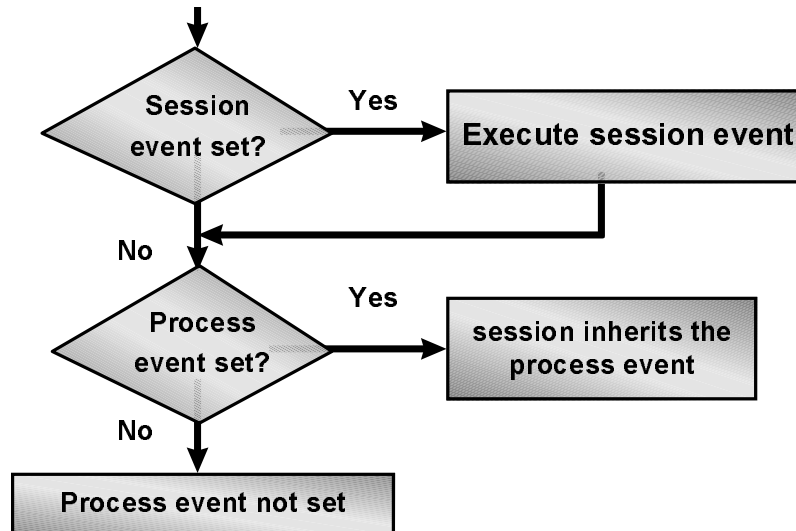 Session
event set?
Yes
Execute session event
No
Process
event set?
Yes
session inherits the
process event
No
Process event not set